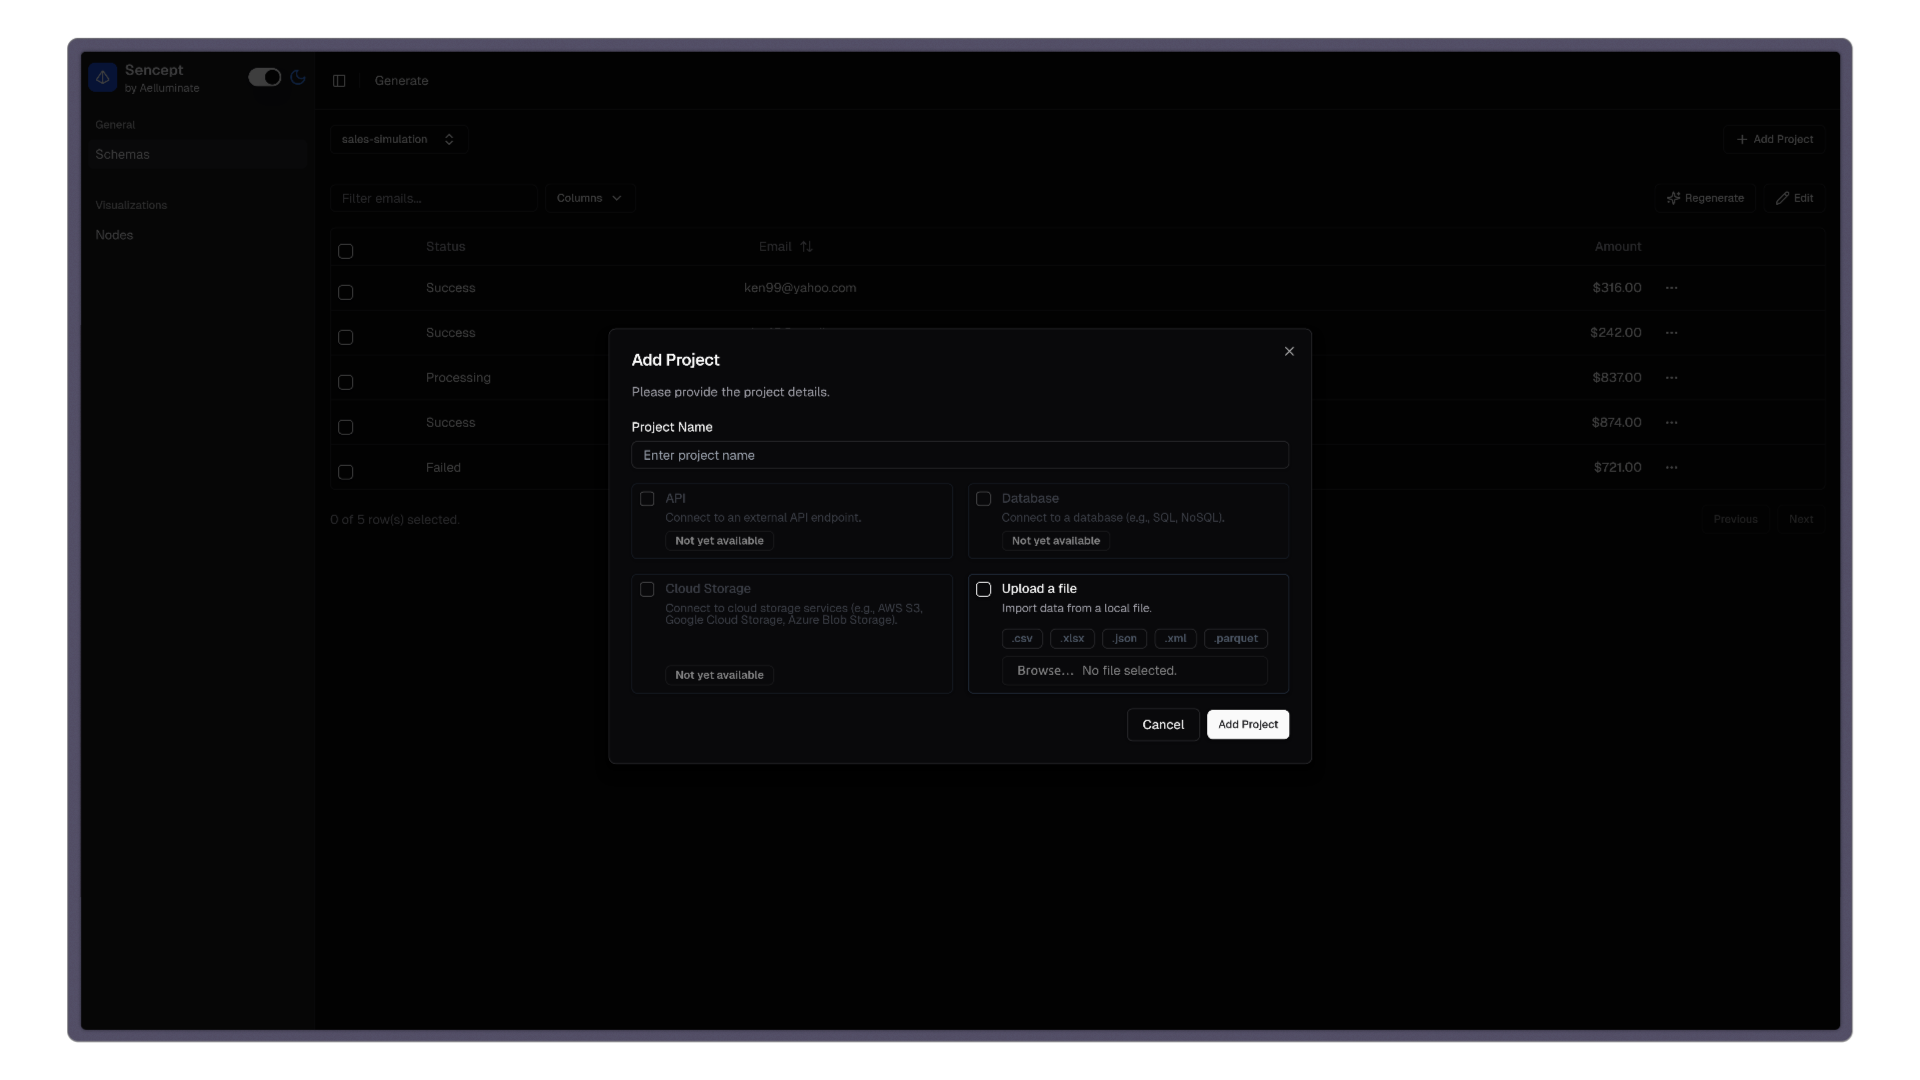 Sencept
by Aelluminate
Generate
General
Schemas
Visualizations
Nodes
sales-simulation
+ Add Project
Filter emails...
Columns
Regenerate
Edit
Status Email Amount
Success ken99@yahoo.com $316.00 ...
Success $242.00 ...
Processing $837.00 ...
Success $874.00 ...
Failed $721.00 ...
0 of 5 row(s) selected.
Previous Next
Add Project
Please provide the project details.
Project Name
Enter project name
API
Connect to an external API endpoint.
Not yet available
Database
Connect to a database (e.g., SQL, NoSQL).
Not yet available
Cloud Storage
Connect to cloud storage services (e.g., AWS S3,
Google Cloud Storage, Azure Blob Storage).
Not yet available
Upload a file
Import data from a local file.
.csv .xlsx .json .xml .parquet
Browse... No file selected.
Cancel Add Project